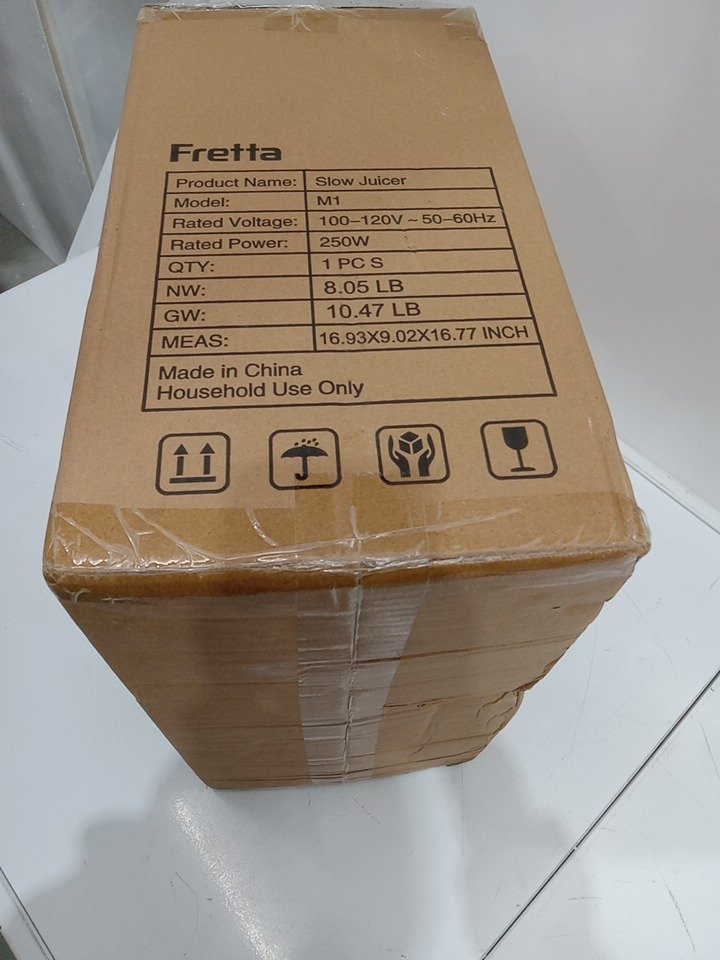 Fretta
Product Name: Slow Juicer
Model: M1
Rated Voltage: 100–120V ~ 50–60Hz
Rated Power: 250W
QTY: 1 PC S
NW: 8.05 LB
GW: 10.47 LB
MEAS: 16.93X9.02X16.77 INCH
Made in China
Household Use Only